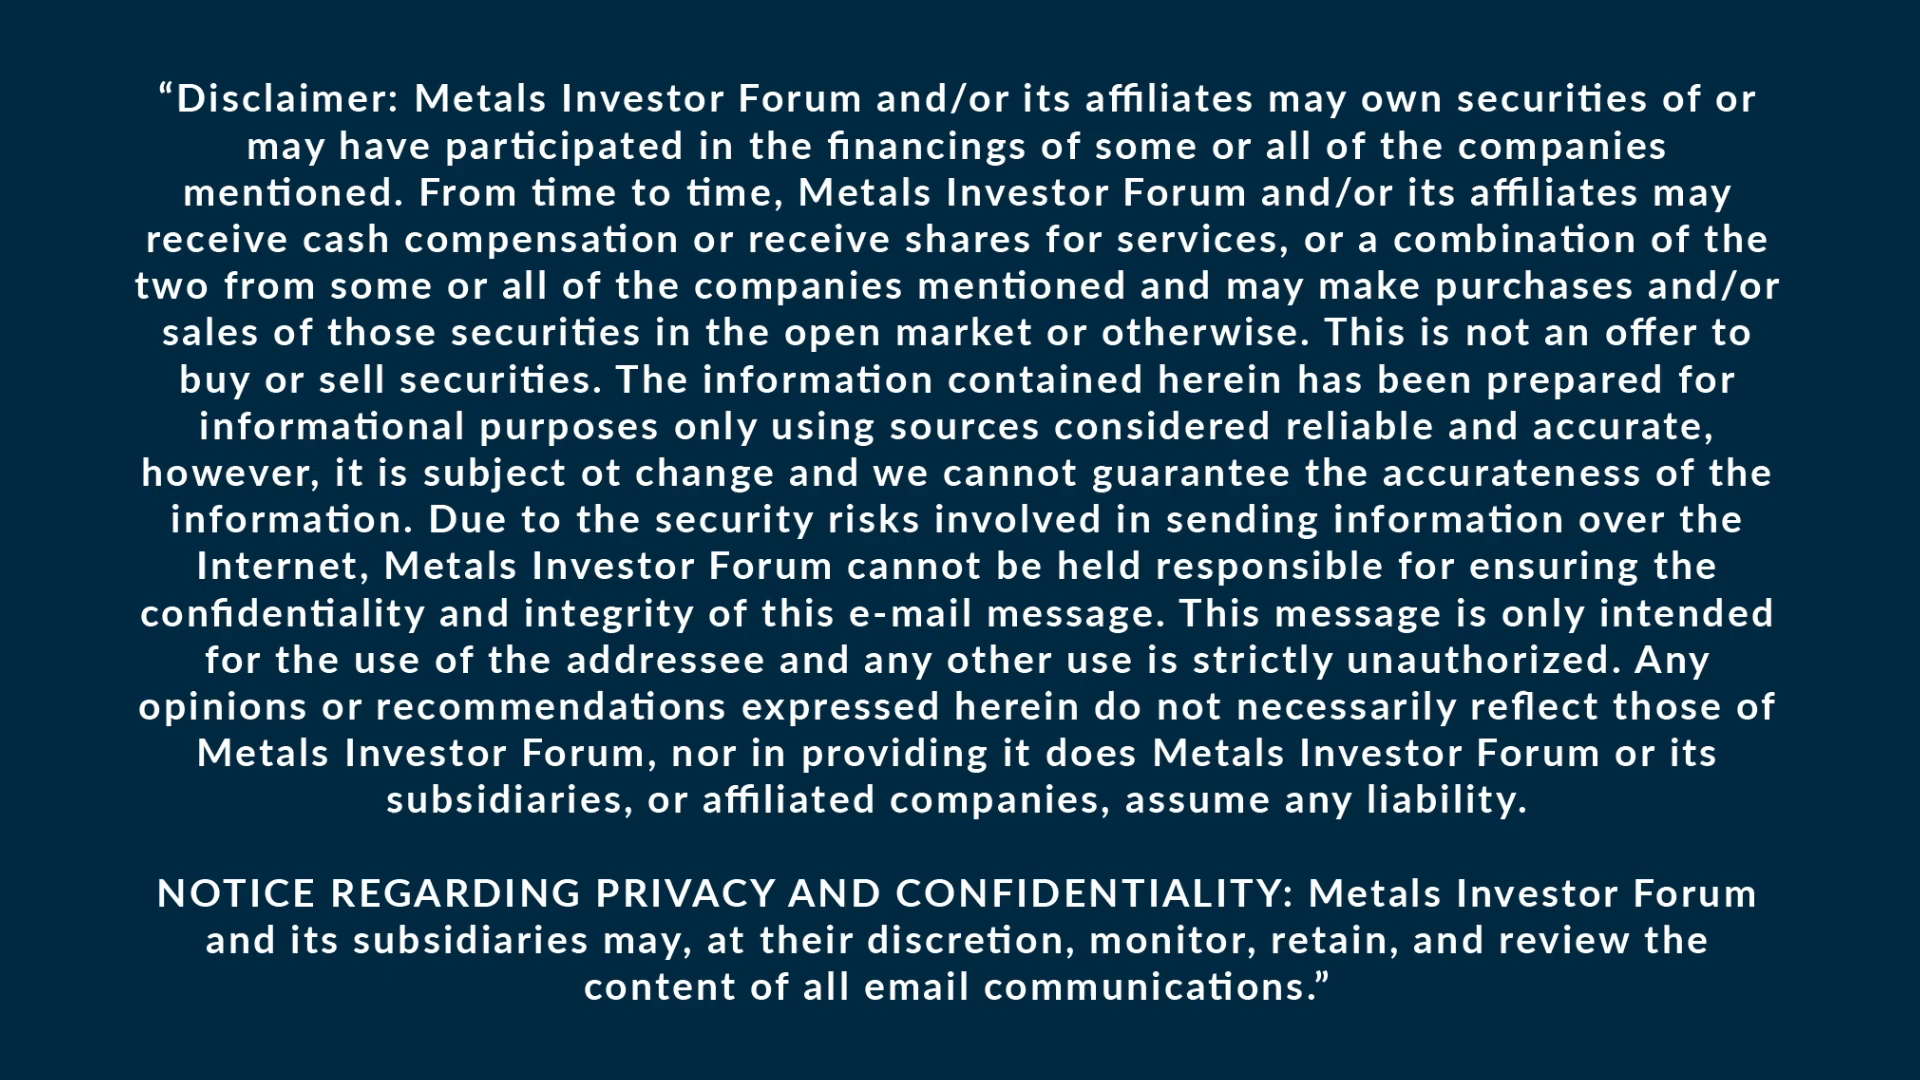 “Disclaimer: Metals Investor Forum and/or its affiliates may own securities of or
may have participated in the financings of some or all of the companies
mentioned. From time to time, Metals Investor Forum and/or its affiliates may
receive cash compensation or receive shares for services, or a combination of the
two from some or all of the companies mentioned and may make purchases and/or
sales of those securities in the open market or otherwise. This is not an offer to
buy or sell securities. The information contained herein has been prepared for
informational purposes only using sources considered reliable and accurate,
however, it is subject ot change and we cannot guarantee the accurateness of the
information. Due to the security risks involved in sending information over the
Internet, Metals Investor Forum cannot be held responsible for ensuring the
confidentiality and integrity of this e-mail message. This message is only intended
for the use of the addressee and any other use is strictly unauthorized. Any
opinions or recommendations expressed herein do not necessarily reflect those of
Metals Investor Forum, nor in providing it does Metals Investor Forum or its
subsidiaries, or affiliated companies, assume any liability.
NOTICE REGARDING PRIVACY AND CONFIDENTIALITY: Metals Investor Forum
and its subsidiaries may, at their discretion, monitor, retain, and review the
content of all email communications.”